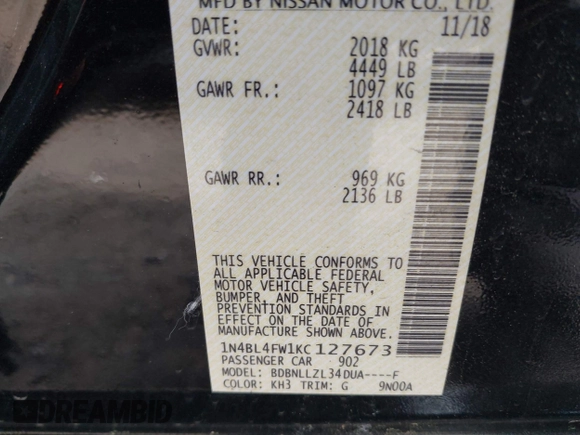 MFD BY NISSAN MOTOR CO., LTD.
DATE: 11/18
GVWR: 2018 KG
4449 LB
GAWR FR.: 1097 KG
2418 LB
GAWR RR.: 969 KG
2136 LB
THIS VEHICLE CONFORMS TO
ALL APPLICABLE FEDERAL
MOTOR VEHICLE SAFETY,
BUMPER, AND THEFT
PREVENTION STANDARDS IN
EFFECT ON THE DATE OF
MANUFACTURE SHOWN ABOVE.
1N4BL4FW1KC127673
PASSENGER CAR 902
MODEL: BDBNLLZL34DUA----F
COLOR: KH3 TRIM: G 9N00A
DREAMBID